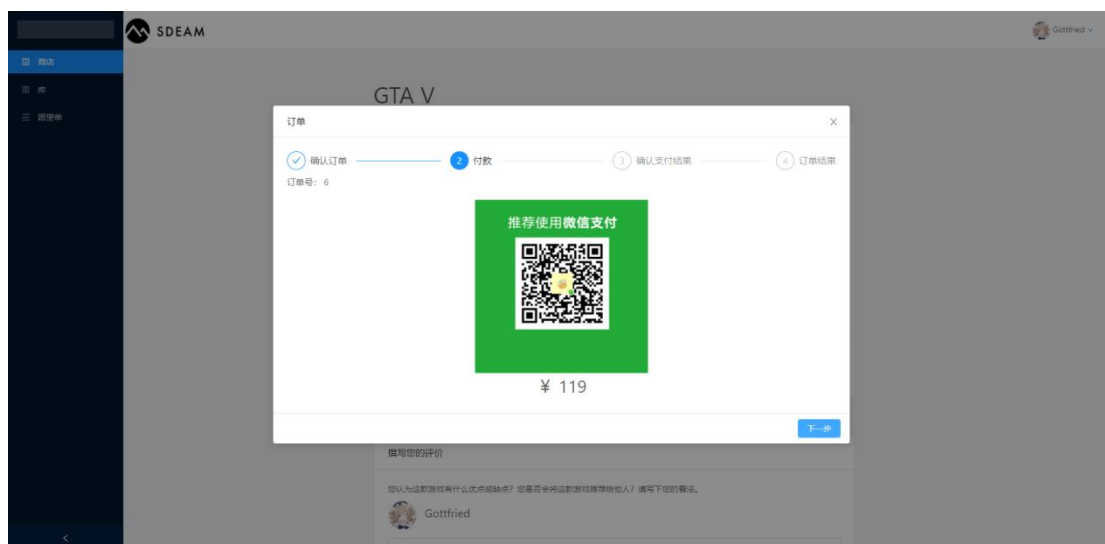 SDEAM
Gottfried
商店
库
愿望单
GTA V
订单
确认订单
2 付款
3 确认支付结果
4 订单结果
订单号: 6
推荐使用微信支付
¥ 119
下一步
撰写您的评价
您认为这款游戏有什么优点或缺点? 您是否会将这款游戏推荐给他人? 请写下您的看法。
Gottfried